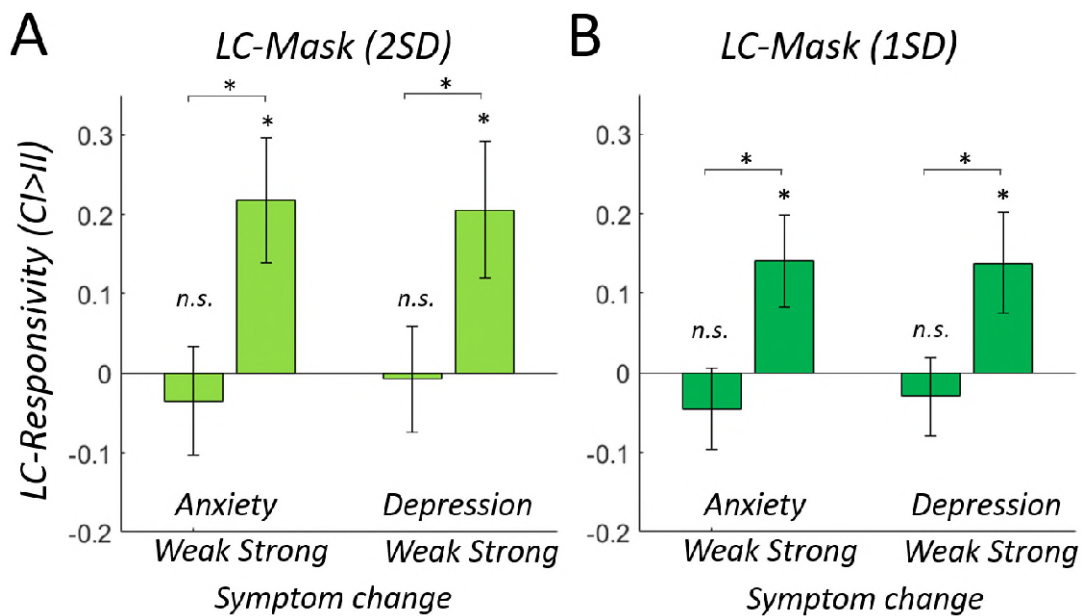 A
LC-Mask (2SD)
LC-Responsivity (CI>II)
0.3
0.2
0.1
0
-0.1
-0.2
*
*
*
*
n.s.
n.s.
Anxiety
Depression
Weak Strong
Weak Strong
Symptom change
B
LC-Mask (1SD)
0.3
0.2
0.1
0
-0.1
-0.2
*
*
*
*
n.s.
n.s.
Anxiety
Depression
Weak Strong
Weak Strong
Symptom change